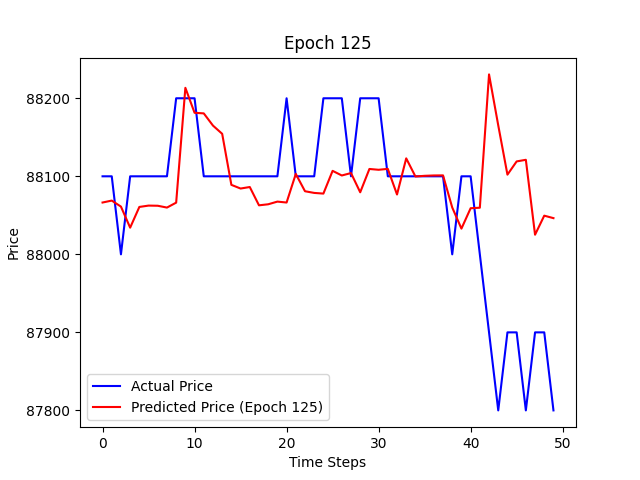 Epoch 125
Price
88200
88100
88000
87900
87800
Actual Price
Predicted Price (Epoch 125)
0 10 20 30 40 50
Time Steps